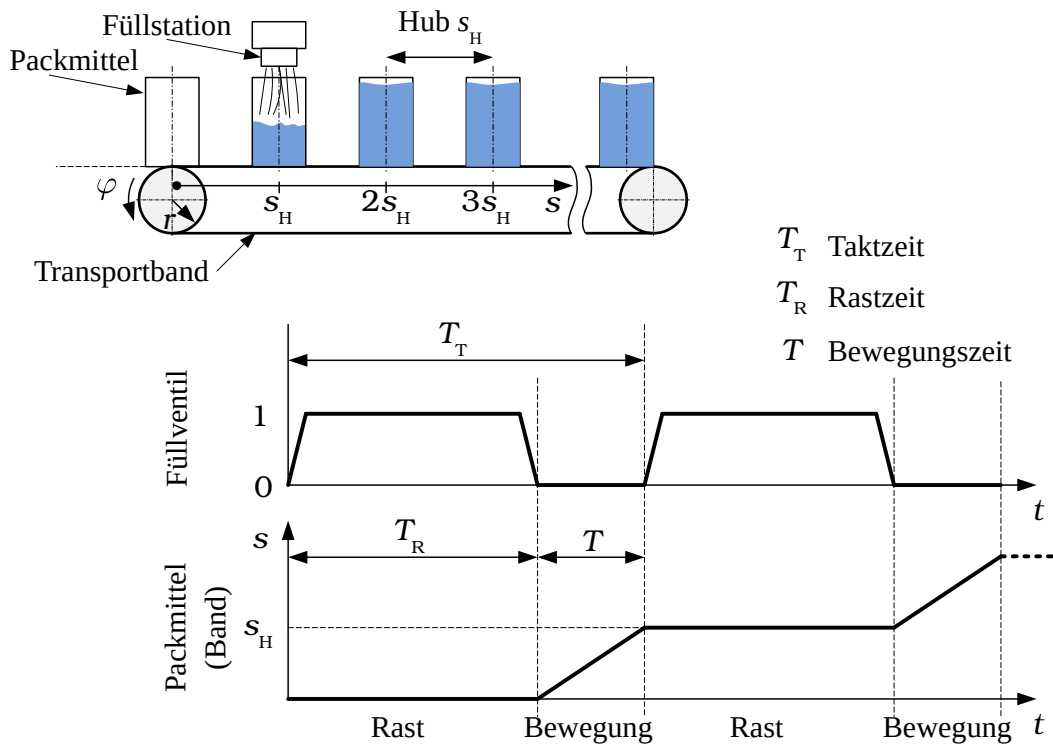 Füllstation
Hub s_H
Packmittel
φ
r
s_H 2s_H 3s_H s
Transportband
T_T Taktzeit
T_R Rastzeit
T Bewegungszeit
T_T
Füllventil
1
0
t
s
T_R T
Packmittel
(Band)
s_H
t
Rast Bewegung Rast Bewegung